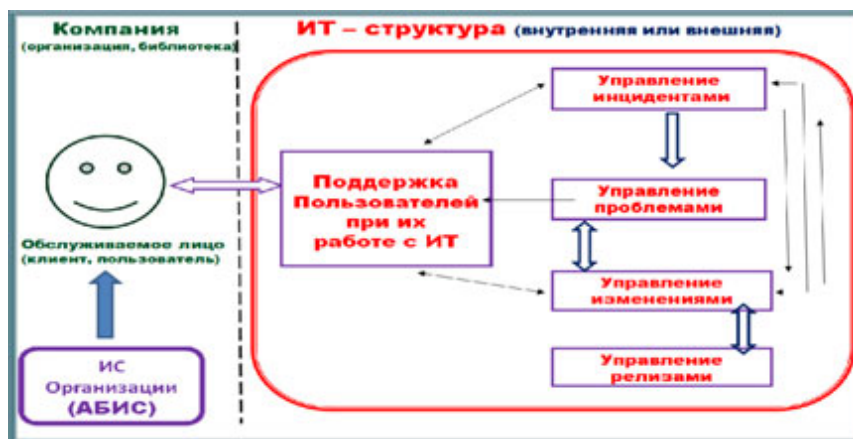 Компания
(организация, библиотека)
ИТ – структура (внутренняя или внешняя)
Управление
инцидентами
Поддержка
Пользователей
при их
работе с ИТ
Управление
проблемами
Обслуживаемое лицо
(клиент, пользователь)
Управление
изменениями
ИС
Организации
(АБИС)
Управление
релизами